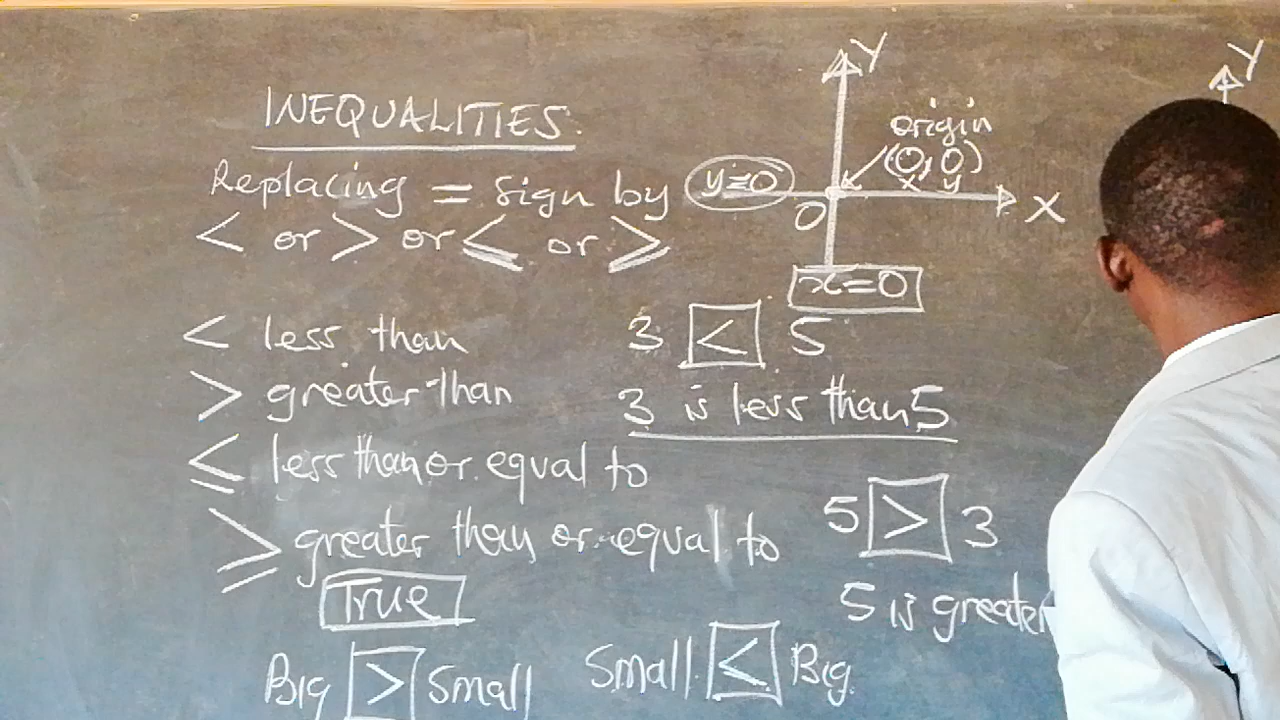 INEQUALITIES.
Replacing = sign by
< or > or ≤ or ≥
< less than
> greater than
≤ less than or equal to
≥ greater than or equal to
True
Big > Small
Small < Big
Y
origin
(0, 0)
x y
y=0
0
X
x=0
3 < 5
3 is less than 5
5 > 3
5 is greater
Y